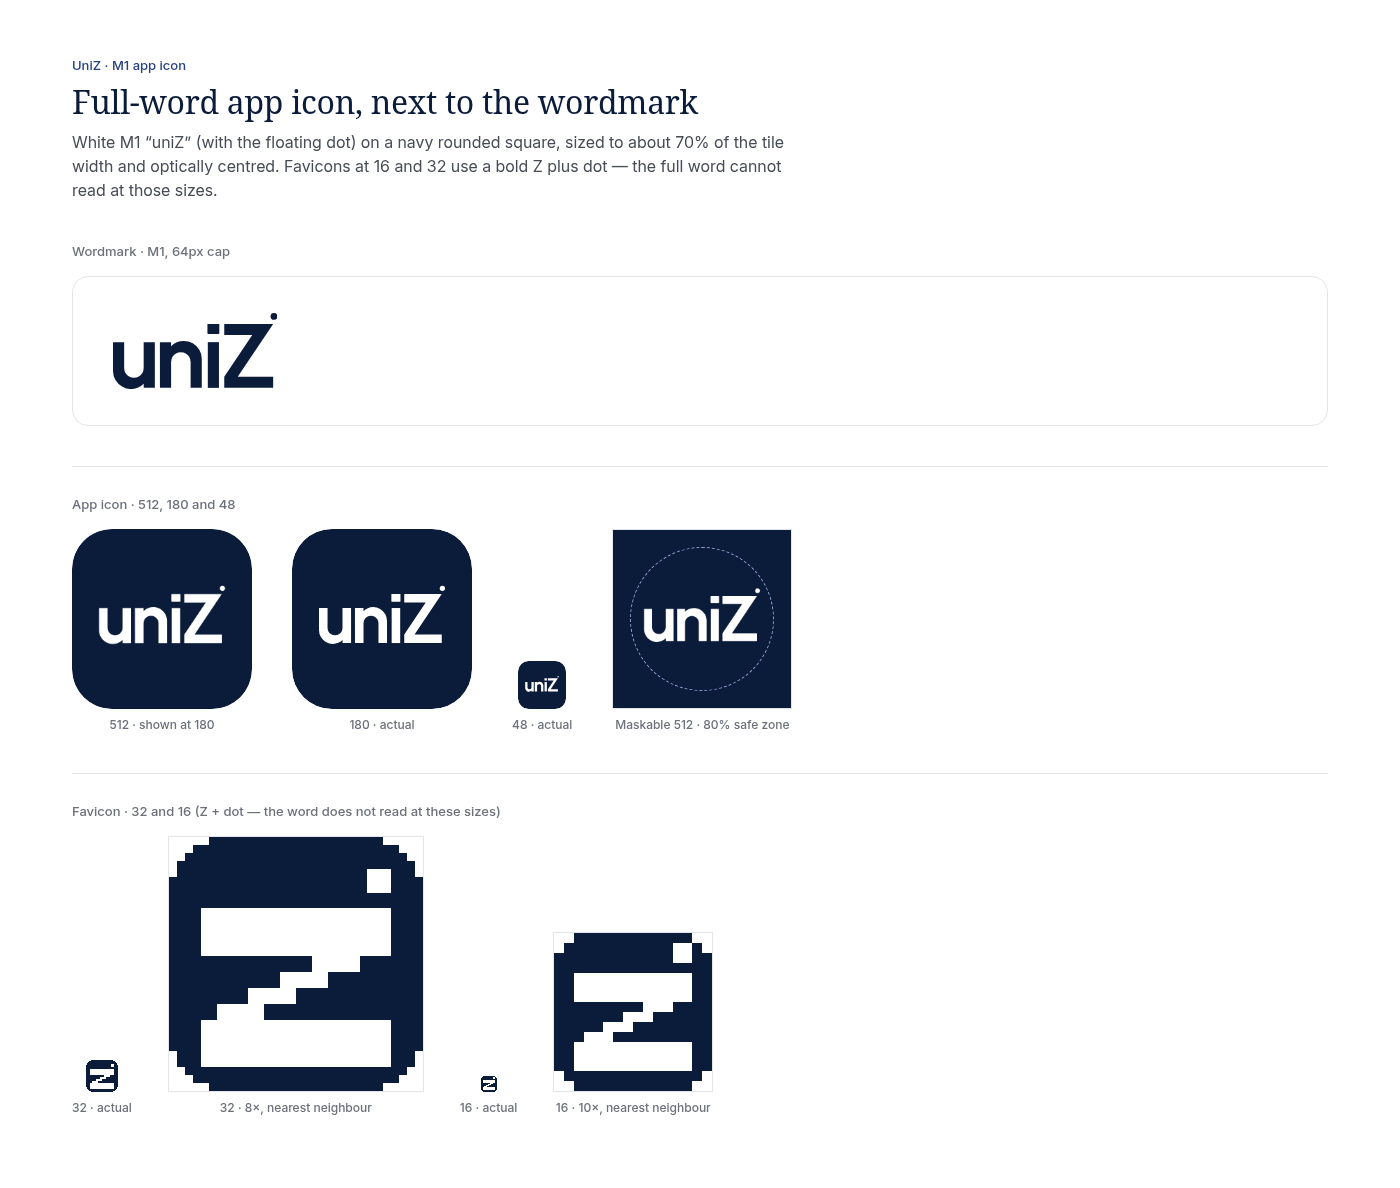 UniZ · M1 app icon
Full-word app icon, next to the wordmark
White M1 “uniZ” (with the floating dot) on a navy rounded square, sized to about 70% of the tile
width and optically centred. Favicons at 16 and 32 use a bold Z plus dot — the full word cannot
read at those sizes.
Wordmark · M1, 64px cap
uniZ
App icon · 512, 180 and 48
uniZ
uniZ
uniZ
uniZ
512 · shown at 180
180 · actual
48 · actual
Maskable 512 · 80% safe zone
Favicon · 32 and 16 (Z + dot — the word does not read at these sizes)
Z
Z
Z
Z
32 · actual
32 · 8×, nearest neighbour
16 · actual
16 · 10×, nearest neighbour